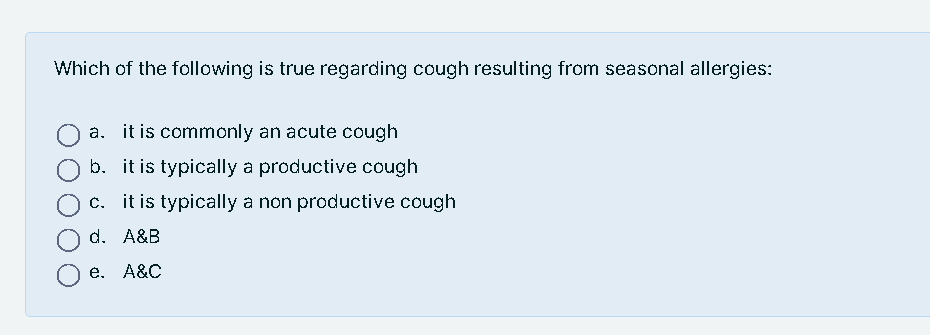 Which of the following is true regarding cough resulting from seasonal allergies:
a. it is commonly an acute cough
b. it is typically a productive cough
c. it is typically a non productive cough
d. A&B
e. A&C